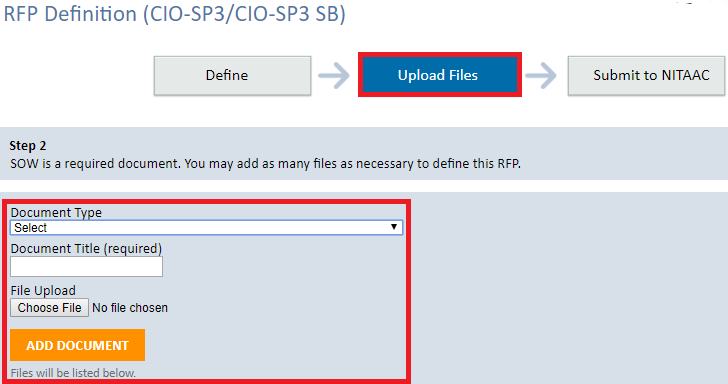 RFP Definition (CIO-SP3/CIO-SP3 SB)
Define
Upload Files
Submit to NITAAC
Step 2
SOW is a required document. You may add as many files as necessary to define this RFP.
Document Type
Select
Document Title (required)
File Upload
Choose File No file chosen
ADD DOCUMENT
Files will be listed below.